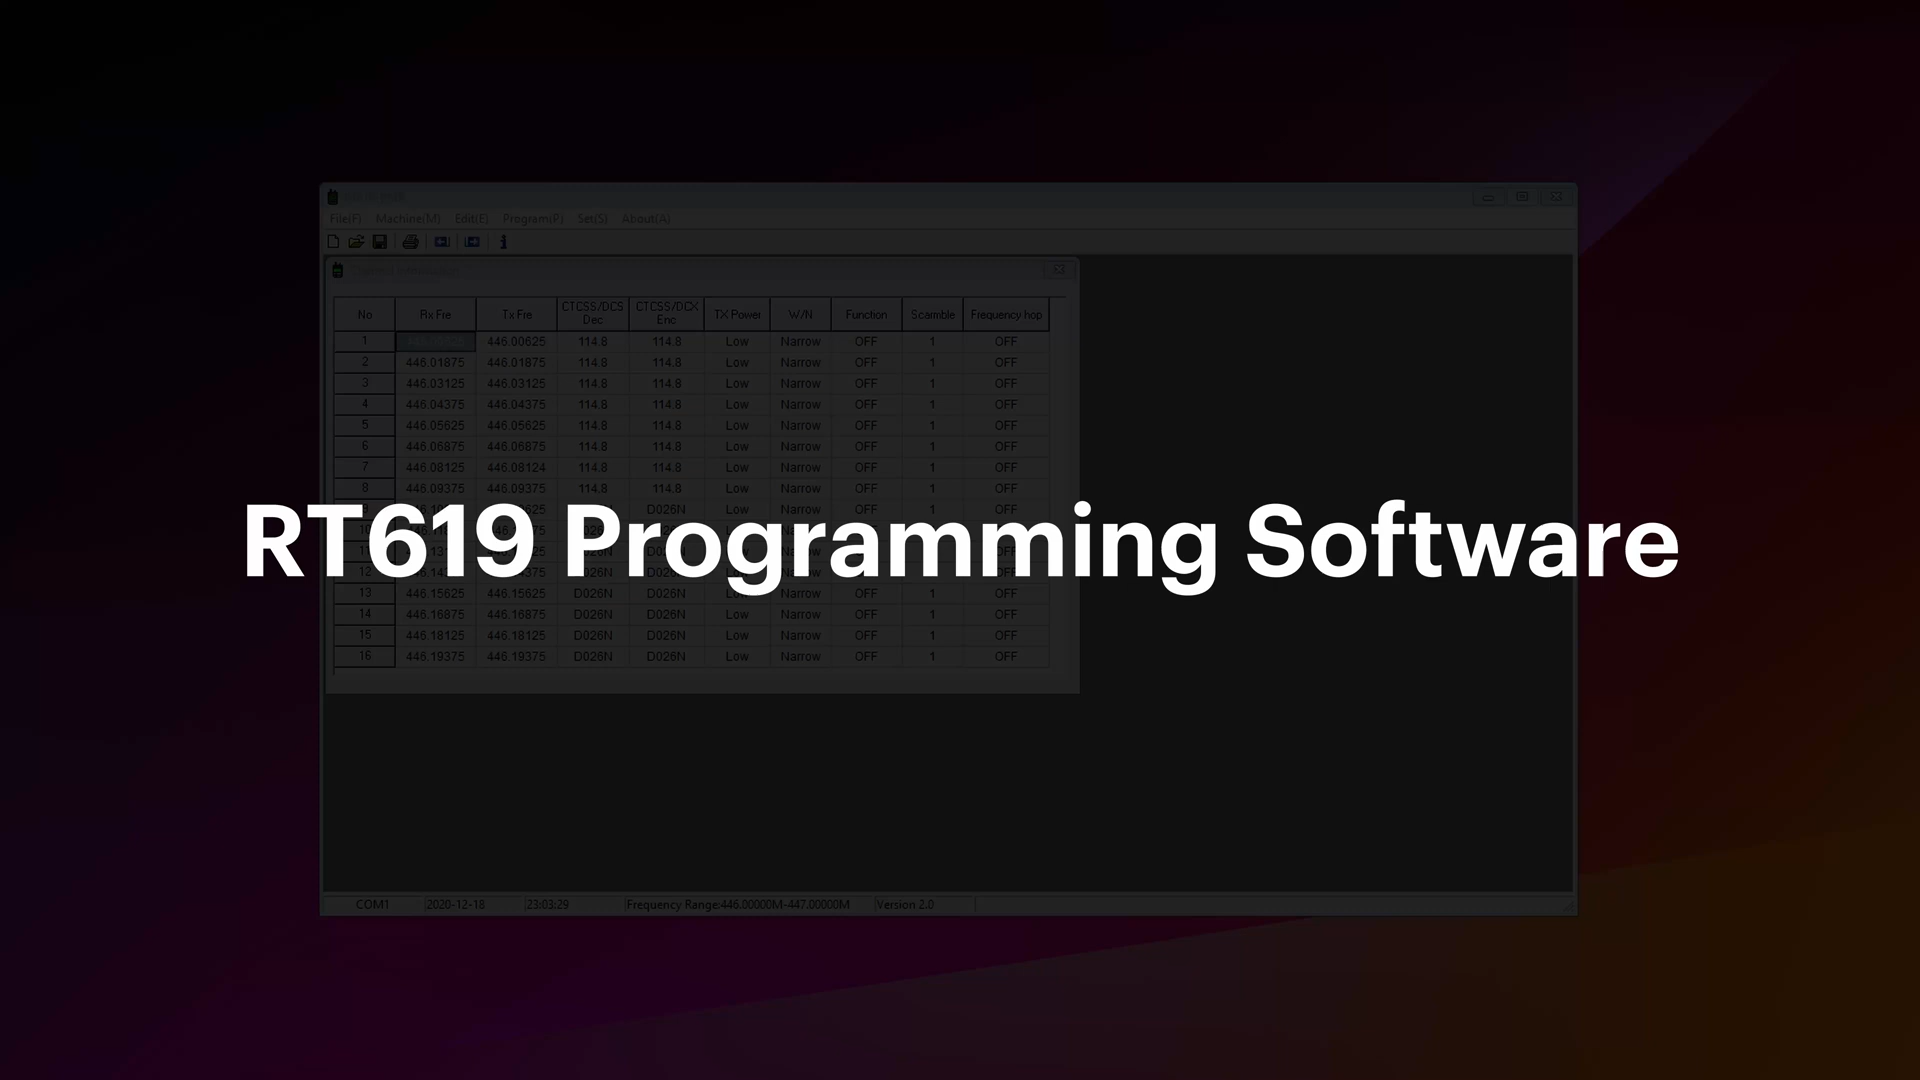 File(F) Machine(M) Edit(E) Program(P) Set(S) About(A)
No Rx Fre Tx Fre CTCSS/DCS Dec CTCSS/DCX Enc TX Power W/N Function Scarmble Frequency hop
1 446.00625 114.8 114.8 Low Narrow OFF 1 OFF
2 446.01875 446.01875 114.8 114.8 Low Narrow OFF 1 OFF
3 446.03125 446.03125 114.8 114.8 Low Narrow OFF 1 OFF
4 446.04375 446.04375 114.8 114.8 Low Narrow OFF 1 OFF
5 446.05625 446.05625 114.8 114.8 Low Narrow OFF 1 OFF
6 446.06875 446.06875 114.8 114.8 Low Narrow OFF 1 OFF
7 446.08125 446.08124 114.8 114.8 Low Narrow OFF 1 OFF
8 446.09375 446.09375 114.8 114.8 Low Narrow OFF 1 OFF
RT619 Programming Software
13 446.15625 446.15625 D026N D026N Low Narrow OFF 1 OFF
14 446.16875 446.16875 D026N D026N Low Narrow OFF 1 OFF
15 446.18125 446.18125 D026N D026N Low Narrow OFF 1 OFF
16 446.19375 446.19375 D026N D026N Low Narrow OFF 1 OFF
COM1 2020-12-18 23:03:29 Frequency Range:446.00000M-447.00000M Version 2.0